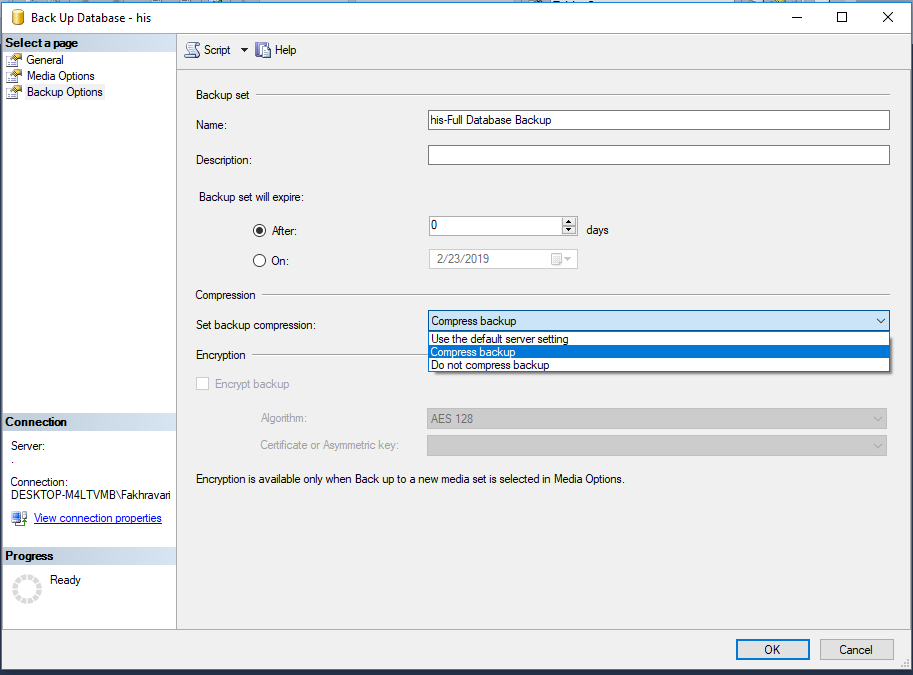 Back Up Database - his
Select a page
General
Media Options
Backup Options
Script
Help
Backup set
Name:
his-Full Database Backup
Description:
Backup set will expire:
After:
0
days
On:
2/23/2019
Compression
Set backup compression:
Compress backup
Use the default server setting
Compress backup
Do not compress backup
Encryption
Encrypt backup
Algorithm:
AES 128
Certificate or Asymmetric key:
Encryption is available only when Back up to a new media set is selected in Media Options.
Connection
Server:
.
Connection:
DESKTOP-M4LTVMB\Fakhravari
View connection properties
Progress
Ready
OK
Cancel